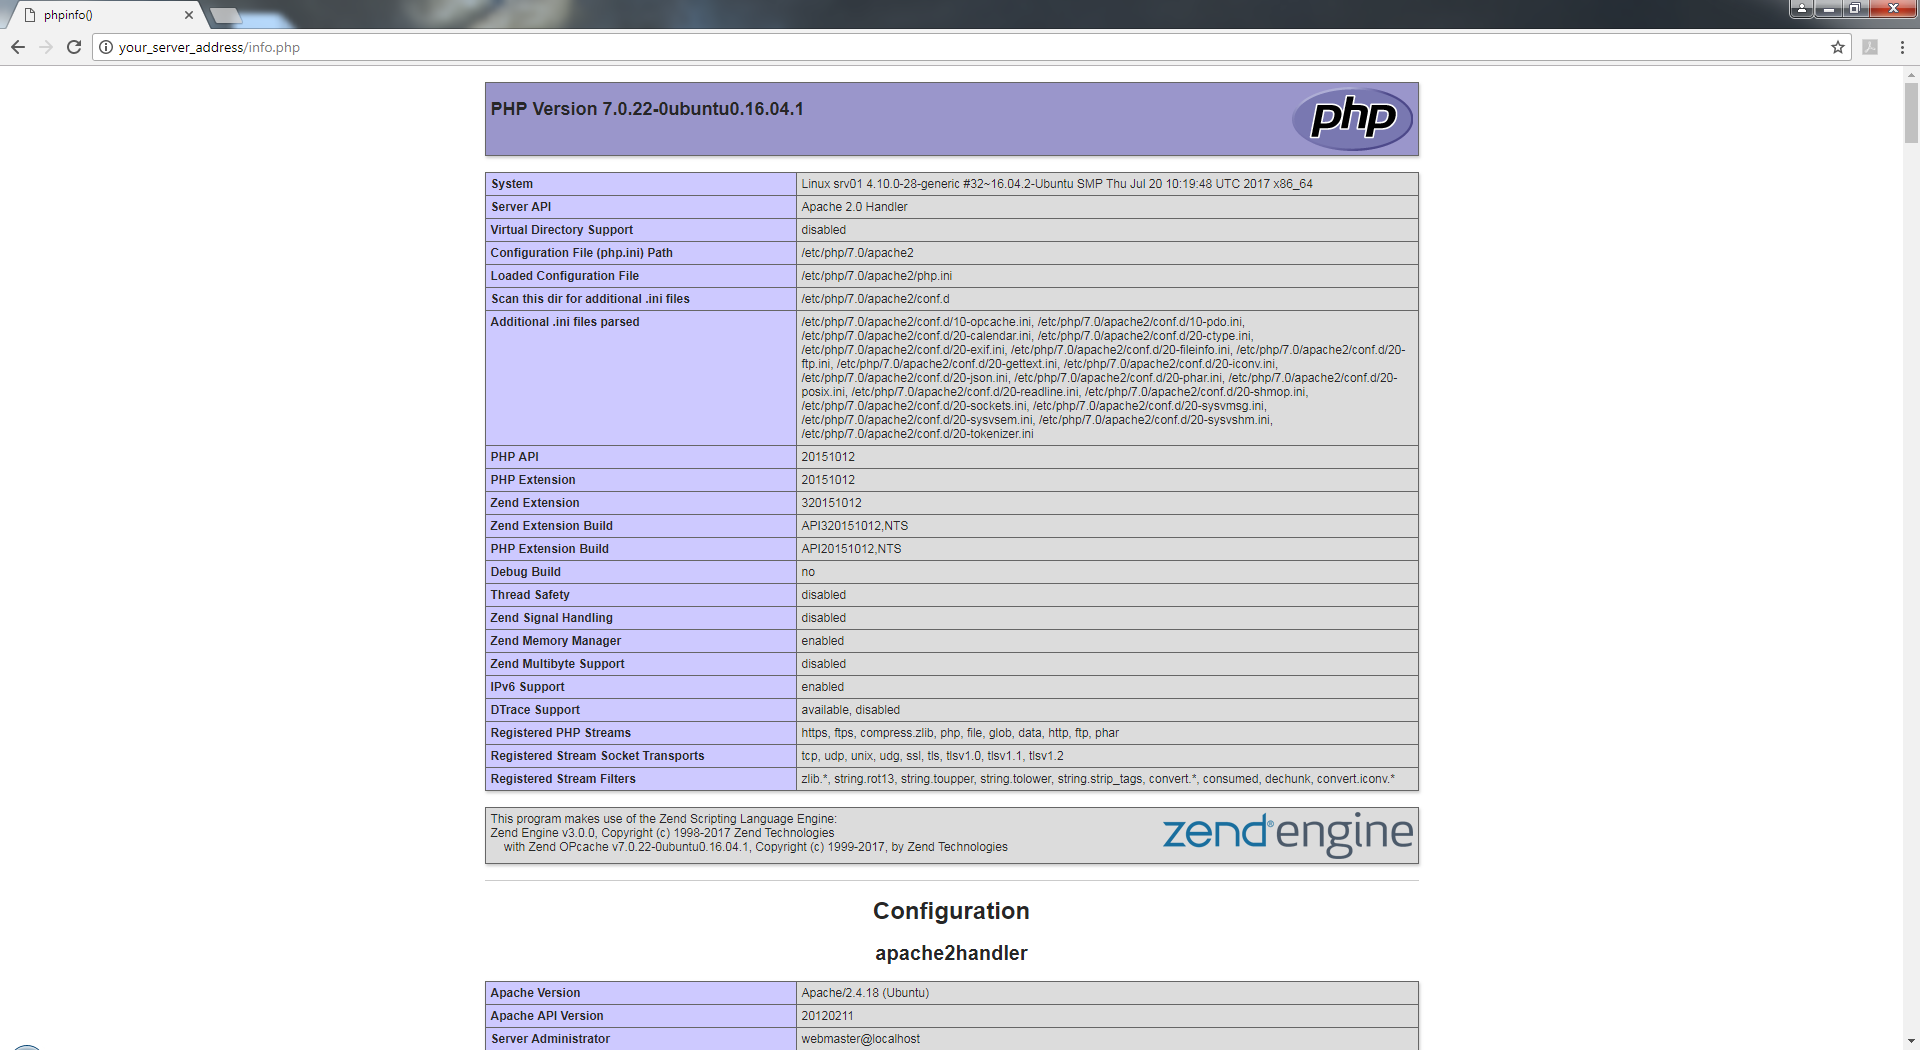 phpinfo()
your_server_address/info.php
PHP Version 7.0.22-0ubuntu0.16.04.1
php
System Linux srv01 4.10.0-28-generic #32~16.04.2-Ubuntu SMP Thu Jul 20 10:19:48 UTC 2017 x86_64
Server API Apache 2.0 Handler
Virtual Directory Support disabled
Configuration File (php.ini) Path /etc/php/7.0/apache2
Loaded Configuration File /etc/php/7.0/apache2/php.ini
Scan this dir for additional .ini files /etc/php/7.0/apache2/conf.d
Additional .ini files parsed /etc/php/7.0/apache2/conf.d/10-opcache.ini, /etc/php/7.0/apache2/conf.d/10-pdo.ini,
/etc/php/7.0/apache2/conf.d/20-calendar.ini, /etc/php/7.0/apache2/conf.d/20-ctype.ini,
/etc/php/7.0/apache2/conf.d/20-exif.ini, /etc/php/7.0/apache2/conf.d/20-fileinfo.ini, /etc/php/7.0/apache2/conf.d/20-
ftp.ini, /etc/php/7.0/apache2/conf.d/20-gettext.ini, /etc/php/7.0/apache2/conf.d/20-iconv.ini,
/etc/php/7.0/apache2/conf.d/20-json.ini, /etc/php/7.0/apache2/conf.d/20-phar.ini, /etc/php/7.0/apache2/conf.d/20-
posix.ini, /etc/php/7.0/apache2/conf.d/20-readline.ini, /etc/php/7.0/apache2/conf.d/20-shmop.ini,
/etc/php/7.0/apache2/conf.d/20-sockets.ini, /etc/php/7.0/apache2/conf.d/20-sysvmsg.ini,
/etc/php/7.0/apache2/conf.d/20-sysvsem.ini, /etc/php/7.0/apache2/conf.d/20-sysvshm.ini,
/etc/php/7.0/apache2/conf.d/20-tokenizer.ini
PHP API 20151012
PHP Extension 20151012
Zend Extension 320151012
Zend Extension Build API320151012,NTS
PHP Extension Build API20151012,NTS
Debug Build no
Thread Safety disabled
Zend Signal Handling disabled
Zend Memory Manager enabled
Zend Multibyte Support disabled
IPv6 Support enabled
DTrace Support available, disabled
Registered PHP Streams https, ftps, compress.zlib, php, file, glob, data, http, ftp, phar
Registered Stream Socket Transports tcp, udp, unix, udg, ssl, tls, tlsv1.0, tlsv1.1, tlsv1.2
Registered Stream Filters zlib.*, string.rot13, string.toupper, string.tolower, string.strip_tags, convert.*, consumed, dechunk, convert.iconv.*
This program makes use of the Zend Scripting Language Engine:
Zend Engine v3.0.0, Copyright (c) 1998-2017 Zend Technologies
with Zend OPcache v7.0.22-0ubuntu0.16.04.1, Copyright (c) 1999-2017, by Zend Technologies
zend® engine
Configuration
apache2handler
Apache Version Apache/2.4.18 (Ubuntu)
Apache API Version 20120211
Server Administrator webmaster@localhost